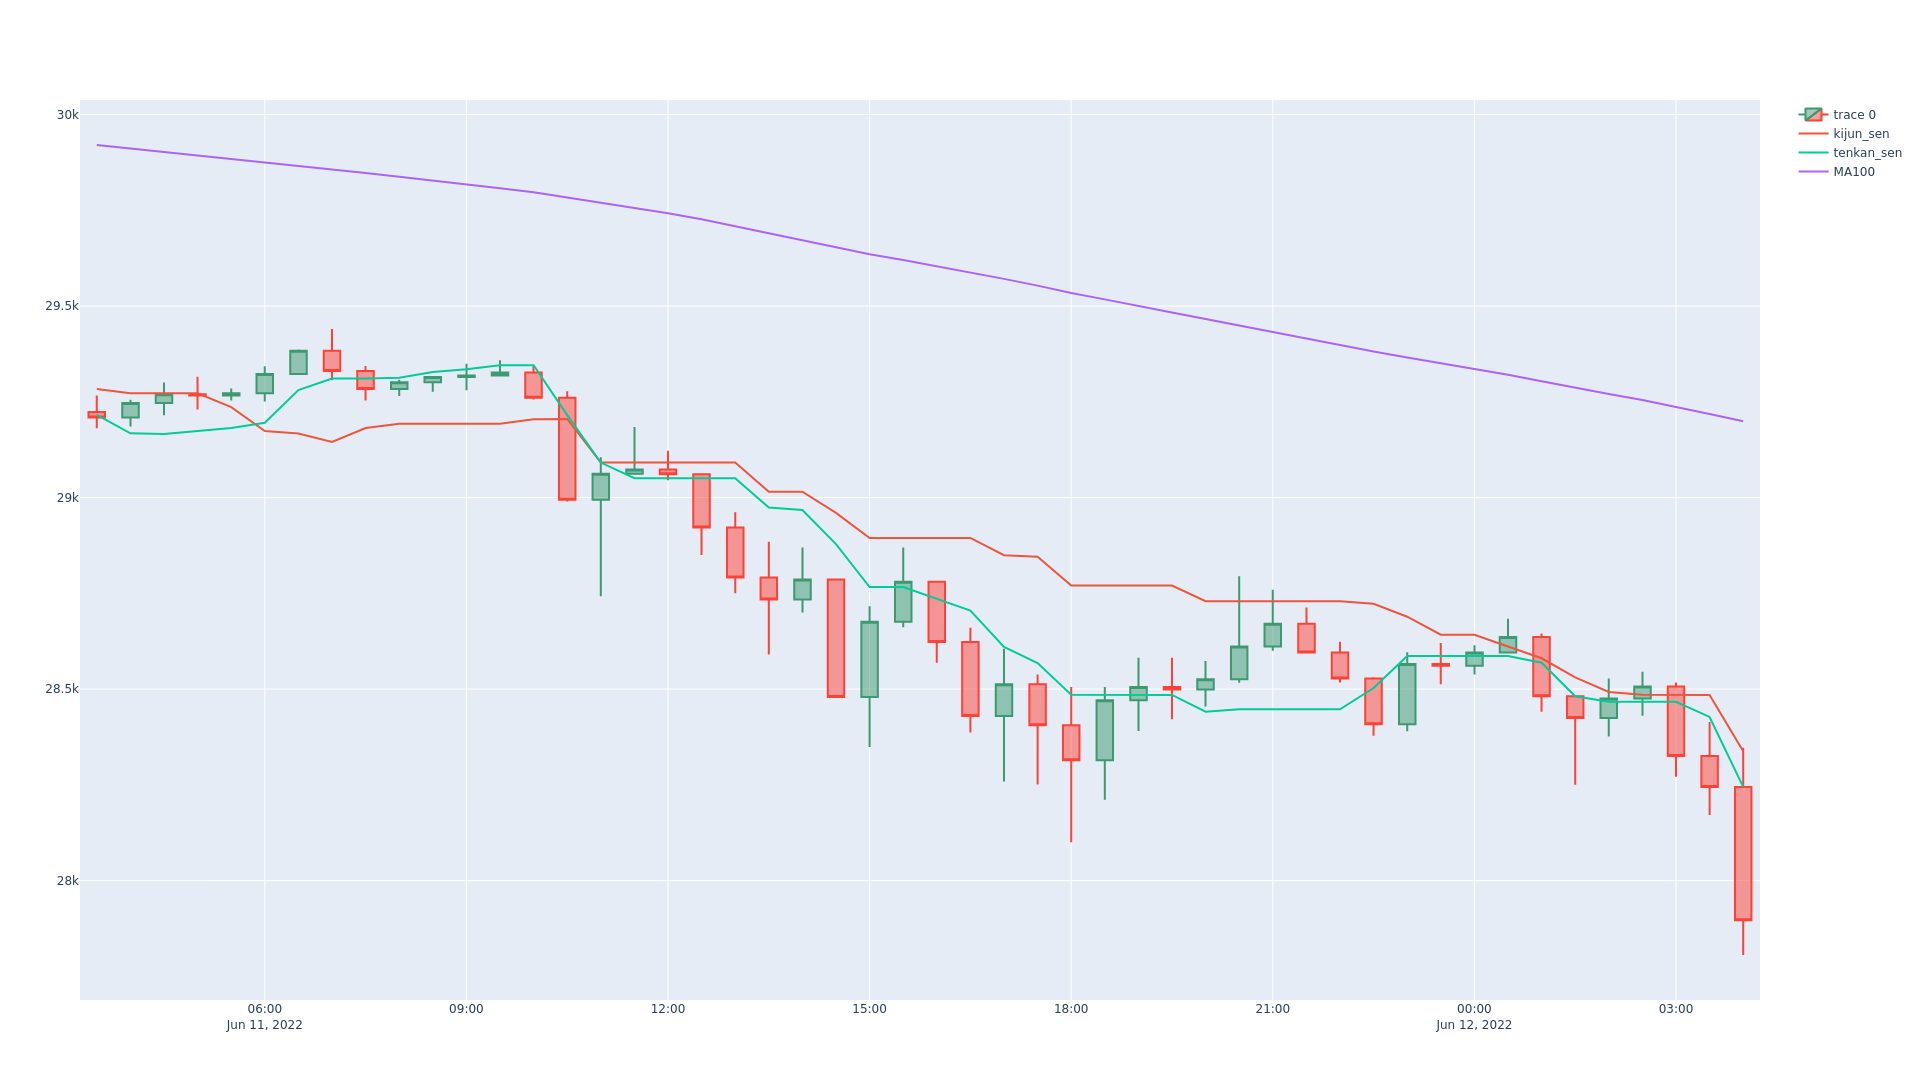 30k
29.5k
29k
28.5k
28k
06:00
Jun 11, 2022
09:00
12:00
15:00
18:00
21:00
00:00
Jun 12, 2022
03:00
trace 0
kijun_sen
tenkan_sen
MA100